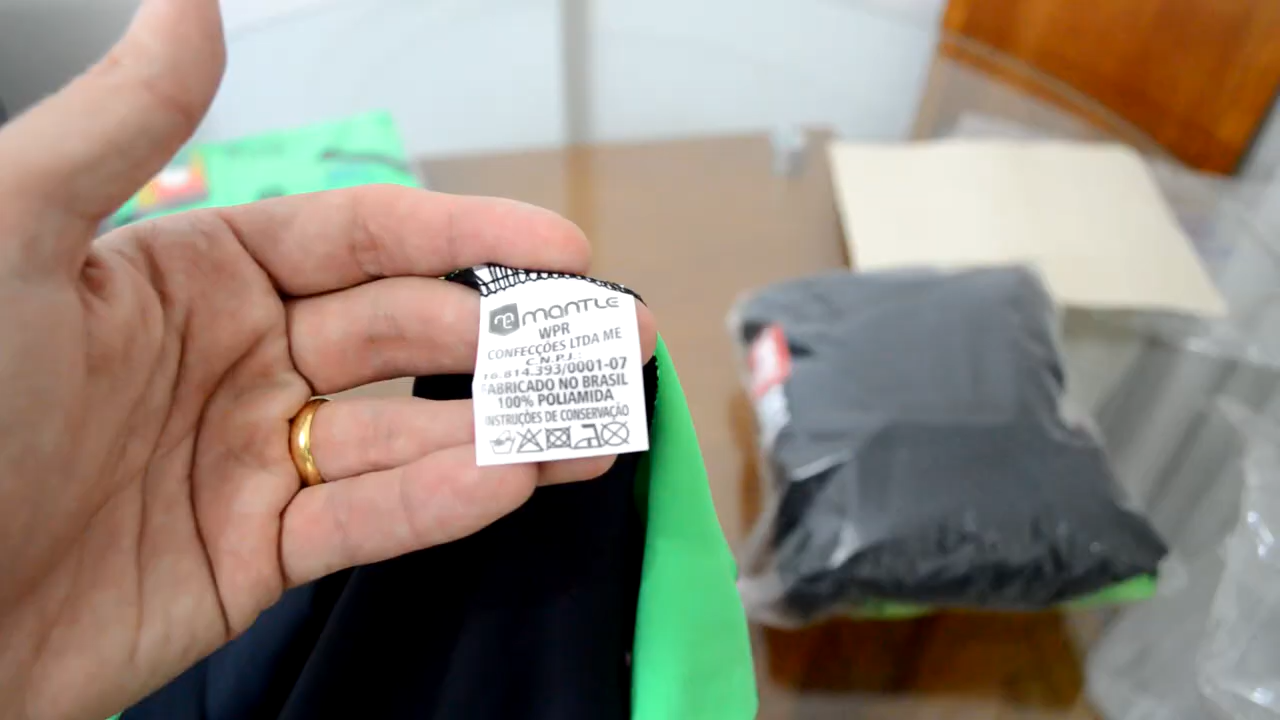 mantle
WPR
CONFECÇÕES LTDA ME
C.N.P.J.:
16.814.393/0001-07
FABRICADO NO BRASIL
100% POLIAMIDA
INSTRUÇÕES DE CONSERVAÇÃO